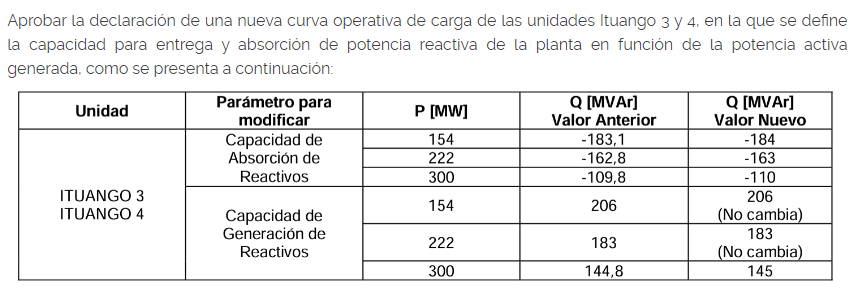 Aprobar la declaración de una nueva curva operativa de carga de las unidades Ituango 3 y 4, en la que se define
la capacidad para entrega y absorción de potencia reactiva de la planta en función de la potencia activa
generada, como se presenta a continuación:
Unidad
Parámetro para
modificar
P [MW]
Q [MVAr]
Valor Anterior
Q [MVAr]
Valor Nuevo
ITUANGO 3
ITUANGO 4
Capacidad de
Absorción de
Reactivos
154
-183,1
-184
222
-162,8
-163
300
-109,8
-110
Capacidad de
Generación de
Reactivos
154
206
206
(No cambia)
222
183
183
(No cambia)
300
144,8
145